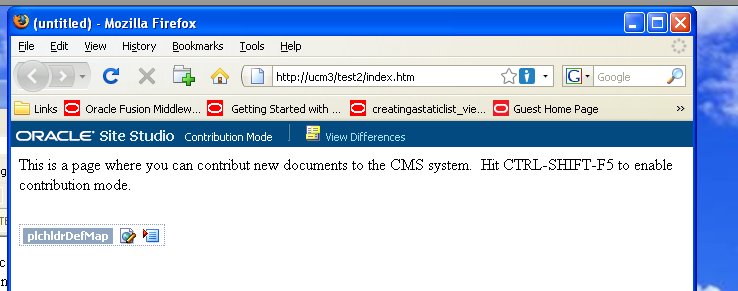 (untitled) - Mozilla Firefox
File Edit View History Bookmarks Tools Help
http://ucm3/test2/index.htm
G Google
Links Oracle Fusion Middlew... Getting Started with ... creatingastaticlist_vie... Guest Home Page »
ORACLE Site Studio Contribution Mode View Differences
This is a page where you can contribut new documents to the CMS system. Hit CTRL-SHIFT-F5 to enable
contribution mode.
plchldrDefMap